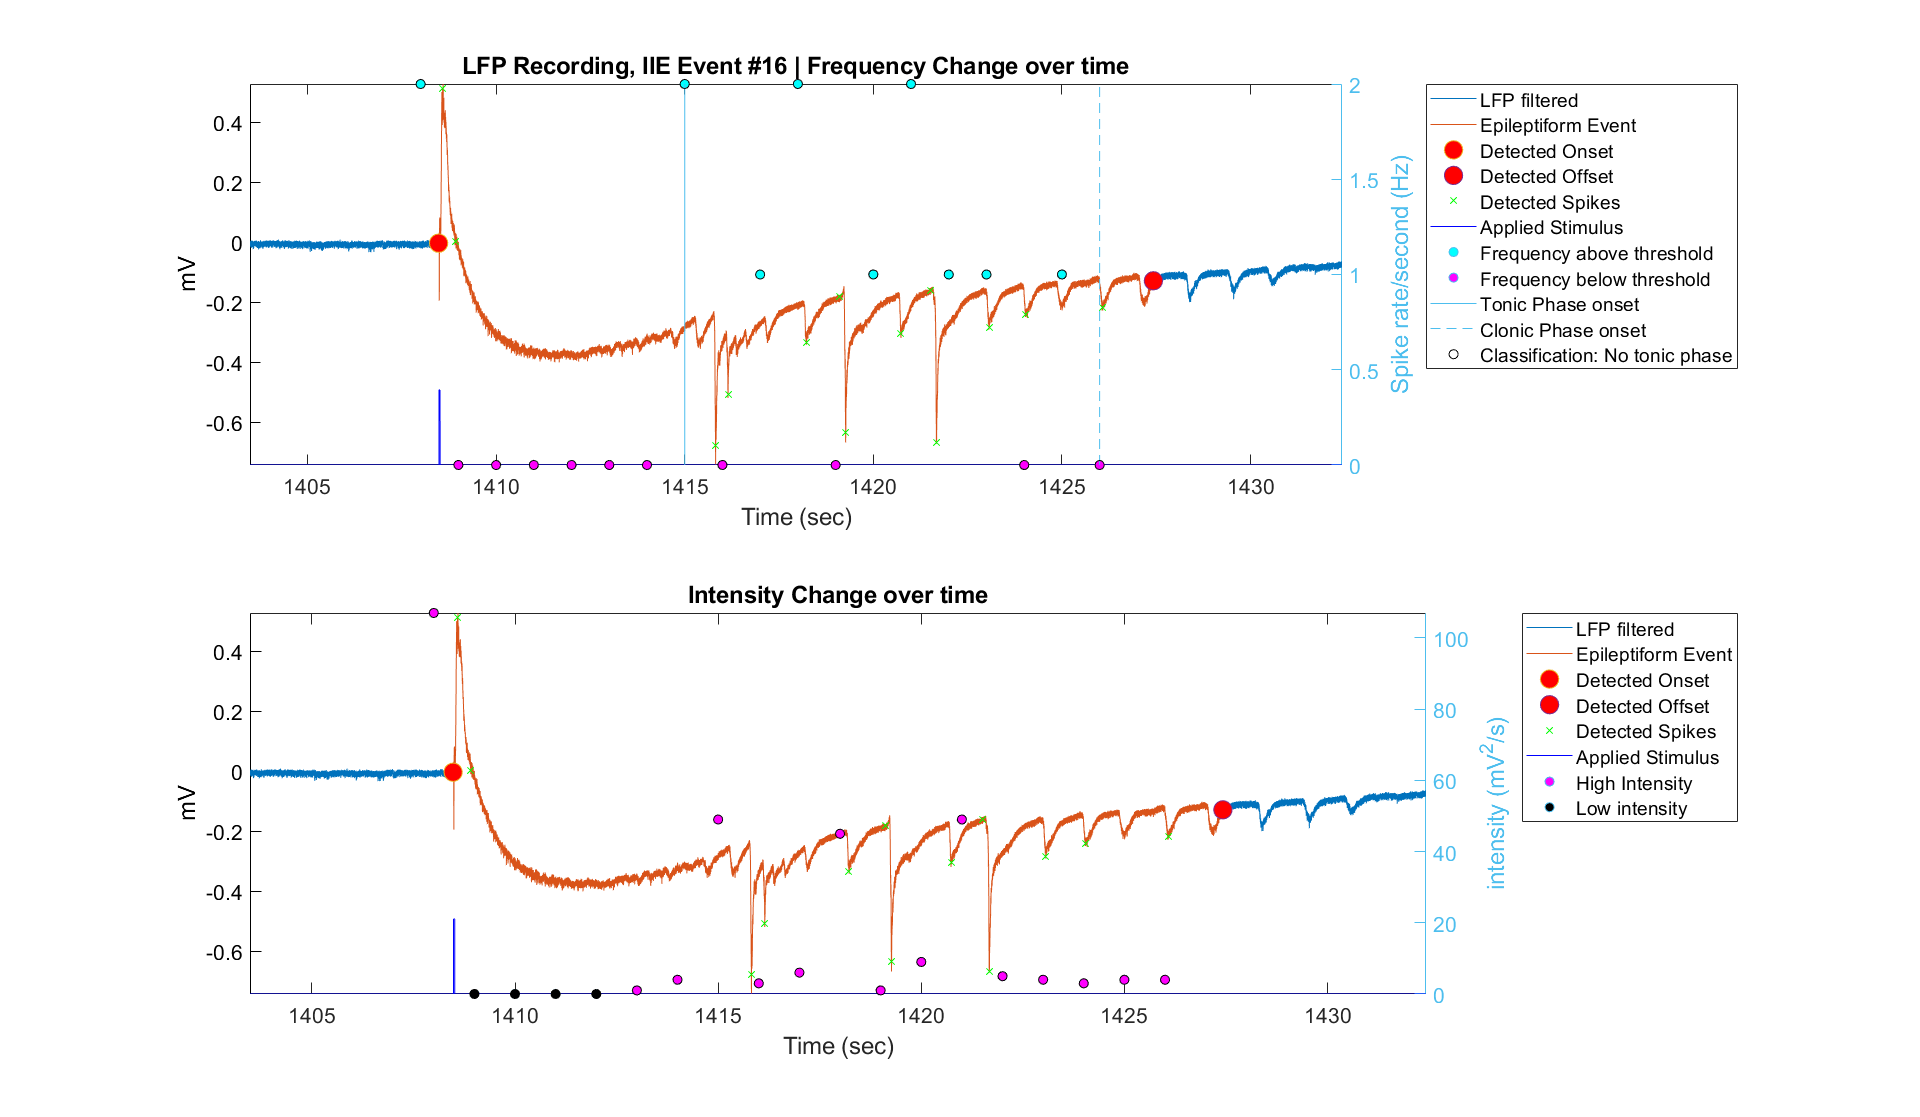 LFP Recording, IIE Event #16 | Frequency Change over time
mV
0.4
0.2
0
-0.2
-0.4
-0.6
1405
1410
1415
1420
1425
1430
Time (sec)
2
1.5
1
0.5
0
Spike rate/second (Hz)
LFP filtered
Epileptiform Event
Detected Onset
Detected Offset
Detected Spikes
Applied Stimulus
Frequency above threshold
Frequency below threshold
Tonic Phase onset
Clonic Phase onset
Classification: No tonic phase
Intensity Change over time
mV
0.4
0.2
0
-0.2
-0.4
-0.6
1405
1410
1415
1420
1425
1430
Time (sec)
100
80
60
40
20
0
intensity (mV²/s)
LFP filtered
Epileptiform Event
Detected Onset
Detected Offset
Detected Spikes
Applied Stimulus
High Intensity
Low intensity